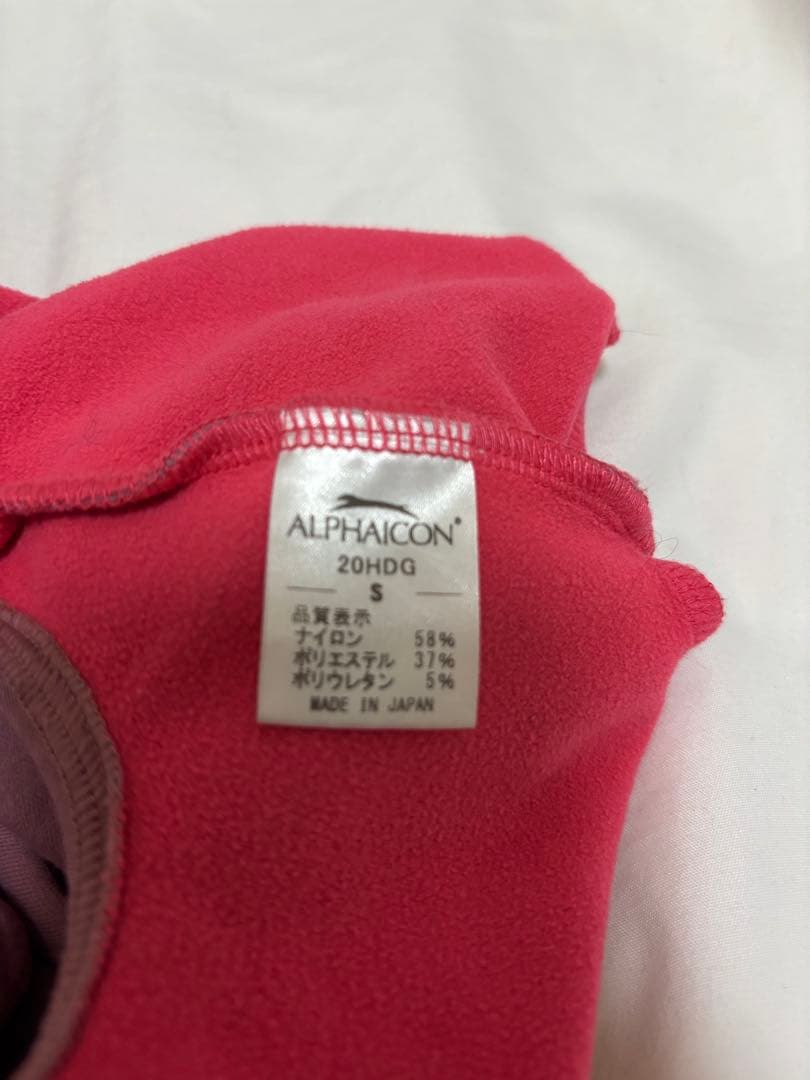 ALPHAICON®
20HDG
S
品質表示
ナイロン 58%
ポリエステル 37%
ポリウレタン 5%
MADE IN JAPAN